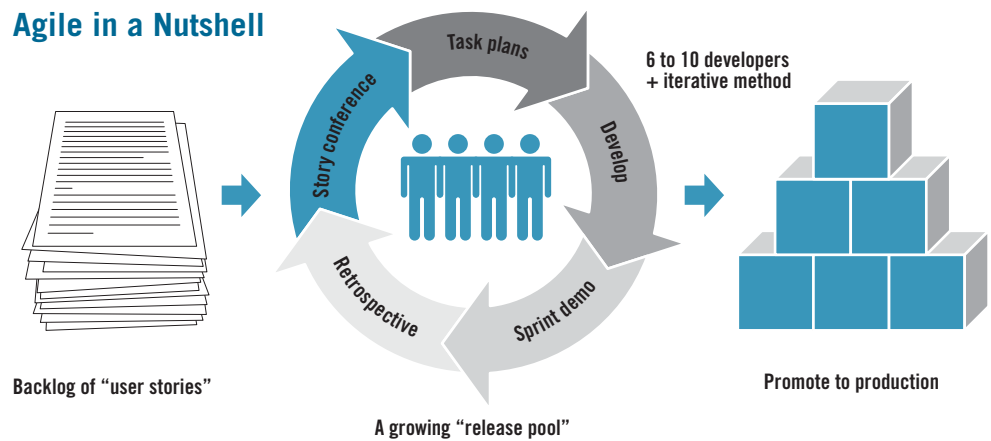 Agile in a Nutshell
Task plans
6 to 10 developers
+ iterative method
Story conference
Develop
Retrospective
Sprint demo
Backlog of “user stories”
Promote to production
A growing “release pool”